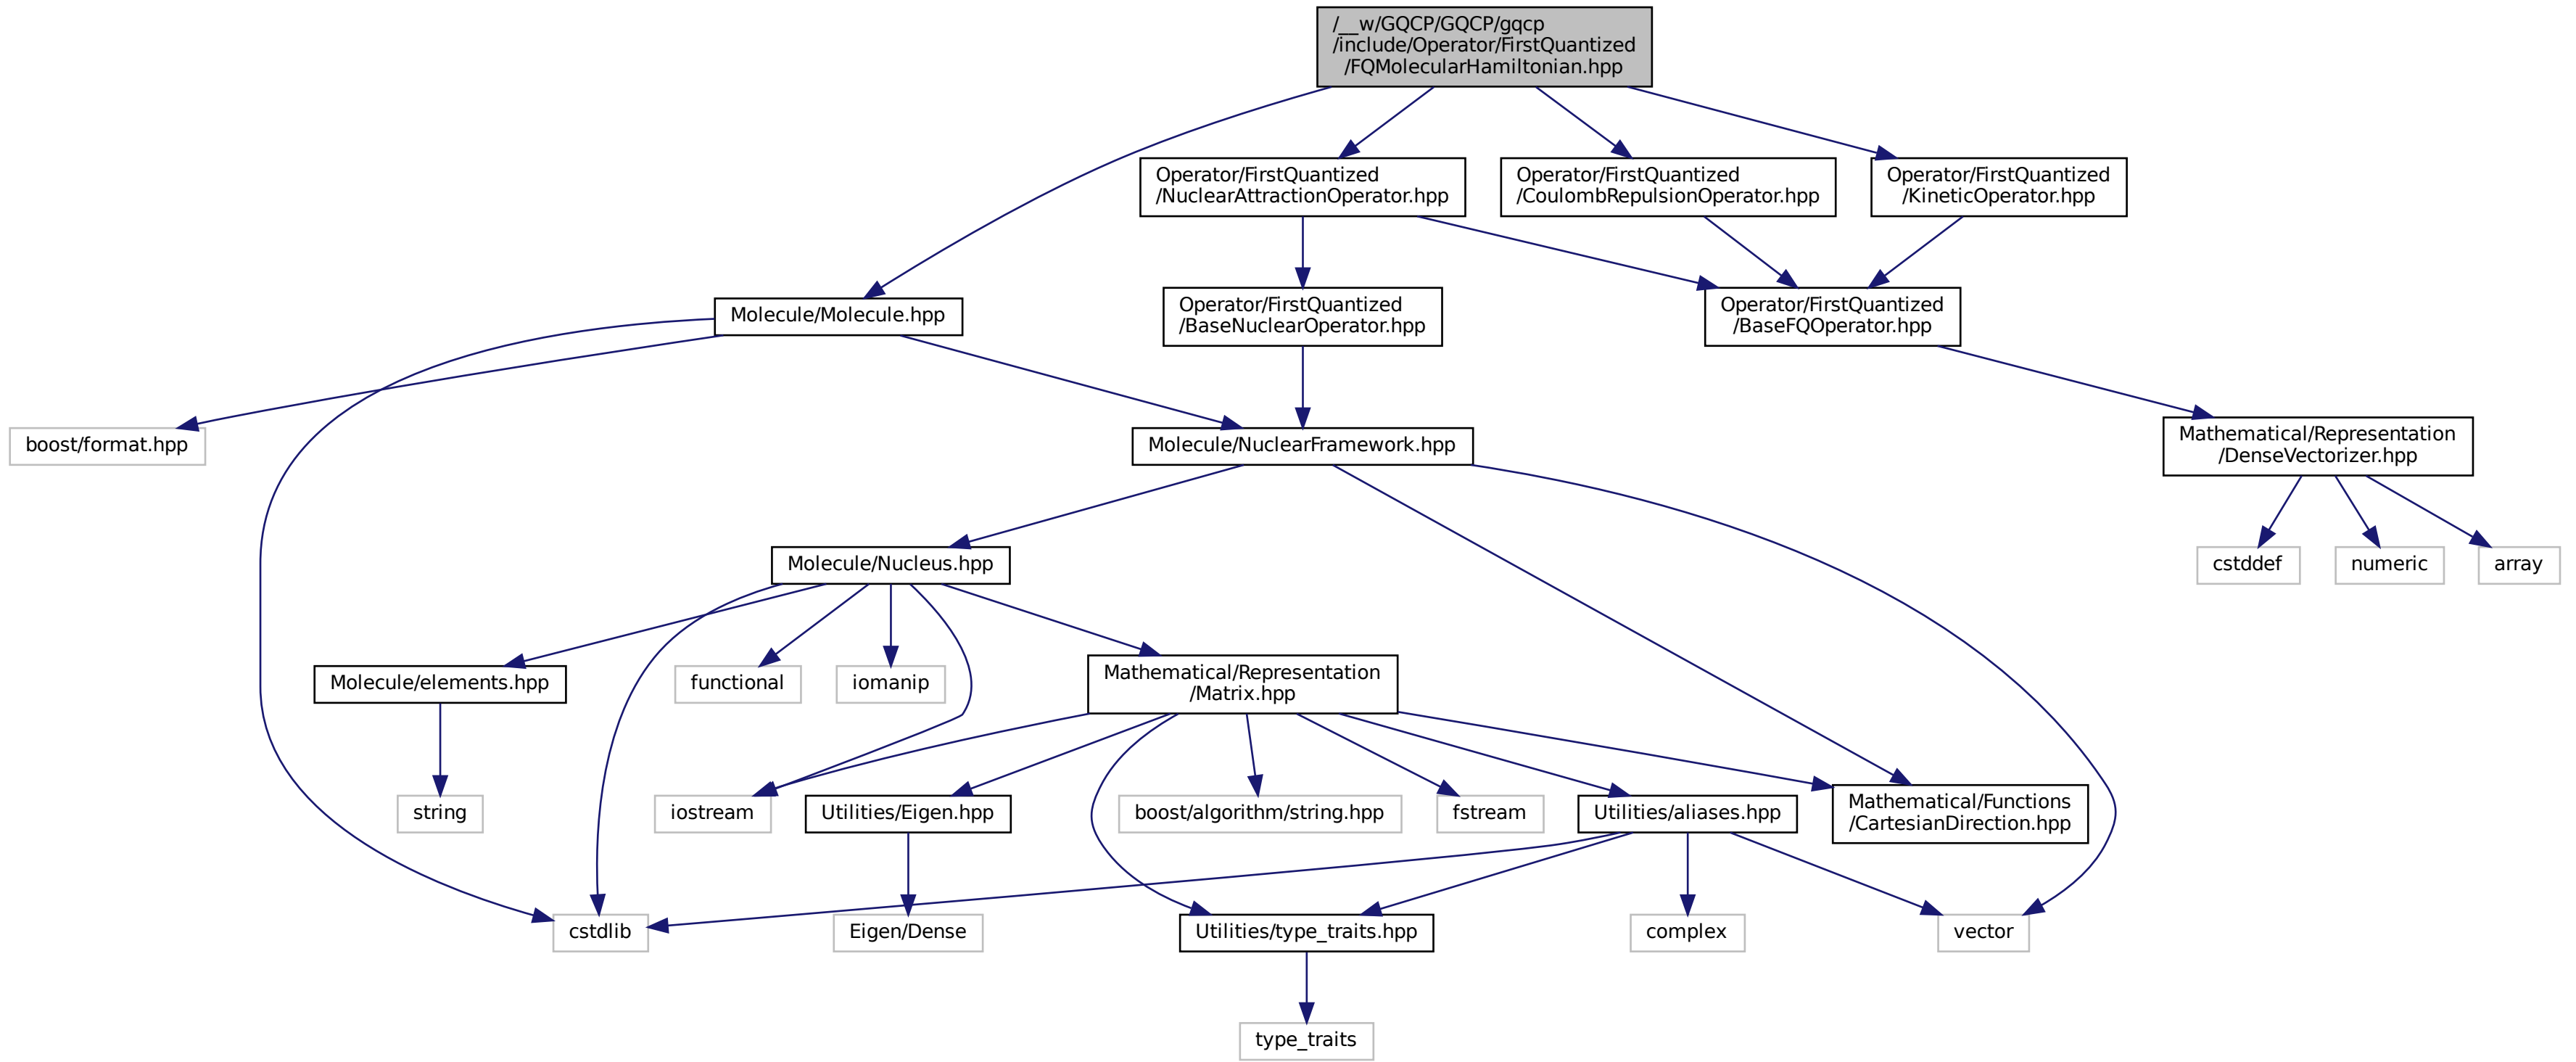 /__w/GQCP/GQCP/gqcp
/include/Operator/FirstQuantized
/FQMolecularHamiltonian.hpp
Operator/FirstQuantized
/NuclearAttractionOperator.hpp
Operator/FirstQuantized
/CoulombRepulsionOperator.hpp
Operator/FirstQuantized
/KineticOperator.hpp
Molecule/Molecule.hpp
Operator/FirstQuantized
/BaseNuclearOperator.hpp
Operator/FirstQuantized
/BaseFQOperator.hpp
boost/format.hpp
Molecule/NuclearFramework.hpp
Mathematical/Representation
/DenseVectorizer.hpp
Molecule/Nucleus.hpp
cstddef
numeric
array
Molecule/elements.hpp
functional
iomanip
Mathematical/Representation
/Matrix.hpp
string
iostream
Utilities/Eigen.hpp
boost/algorithm/string.hpp
fstream
Utilities/aliases.hpp
Mathematical/Functions
/CartesianDirection.hpp
cstdlib
Eigen/Dense
Utilities/type_traits.hpp
complex
vector
type_traits